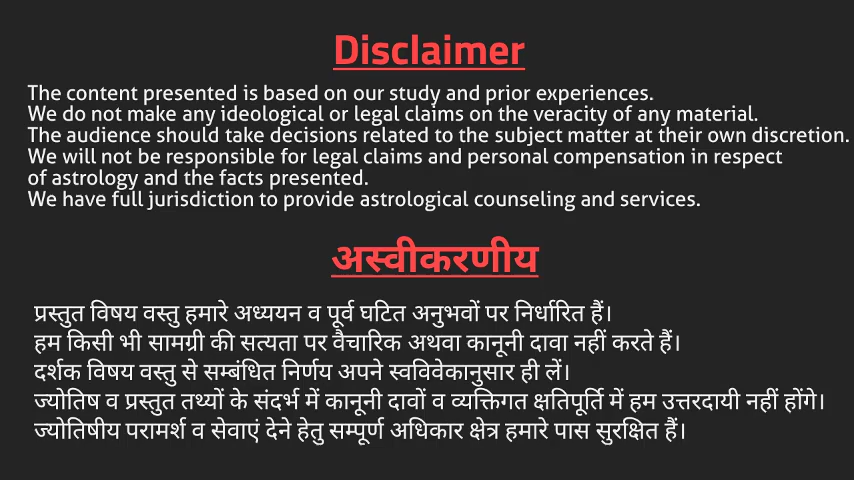 Disclaimer
The content presented is based on our study and prior experiences.
We do not make any ideological or legal claims on the veracity of any material.
The audience should take decisions related to the subject matter at their own discretion.
We will not be responsible for legal claims and personal compensation in respect
of astrology and the facts presented.
We have full jurisdiction to provide astrological counseling and services.
अस्वीकरणीय
प्रस्तुत विषय वस्तु हमारे अध्ययन व पूर्व घटित अनुभवों पर निर्धारित हैं।
हम किसी भी सामग्री की सत्यता पर वैचारिक अथवा कानूनी दावा नहीं करते हैं।
दर्शक विषय वस्तु से सम्बंधित निर्णय अपने स्वविवेकानुसार ही लें।
ज्योतिष व प्रस्तुत तथ्यों के संदर्भ में कानूनी दावों व व्यक्तिगत क्षतिपूर्ति में हम उत्तरदायी नहीं होंगे।
ज्योतिषीय परामर्श व सेवाएं देने हेतु सम्पूर्ण अधिकार क्षेत्र हमारे पास सुरक्षित हैं।